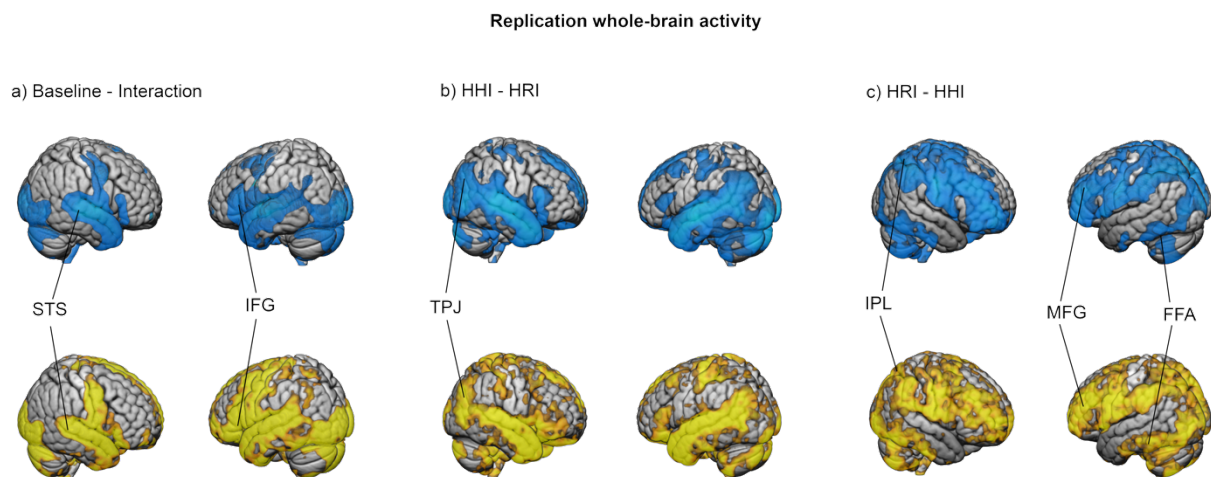 Replication whole-brain activity
a) Baseline - Interaction
b) HHI - HRI
c) HRI - HHI
STS
IFG
TPJ
IPL
MFG
FFA